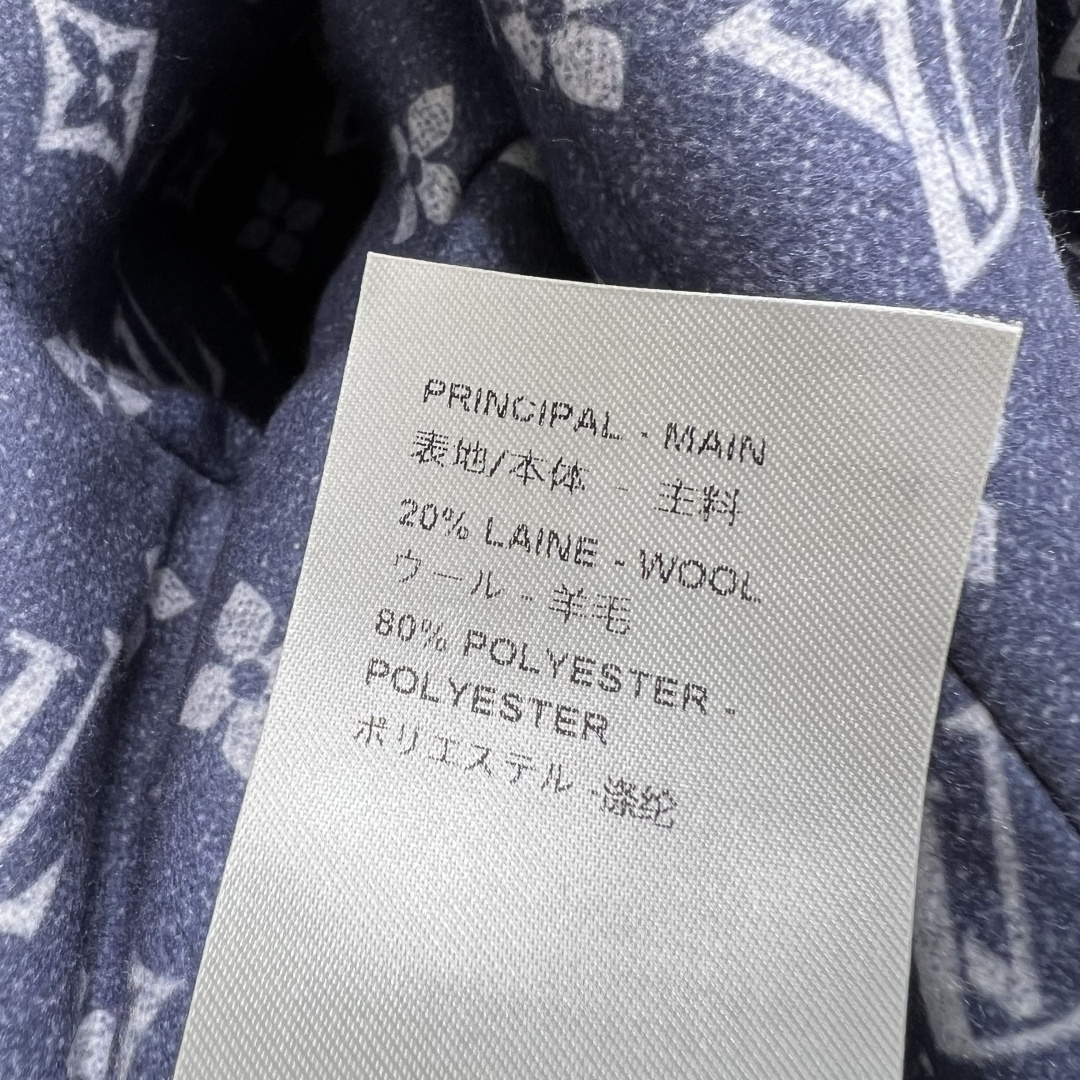 PRINCIPAL - MAIN
表地/本体 - 主料
20% LAINE - WOOL
ウール - 羊毛
80% POLYESTER -
POLYESTER
ポリエステル -涤纶